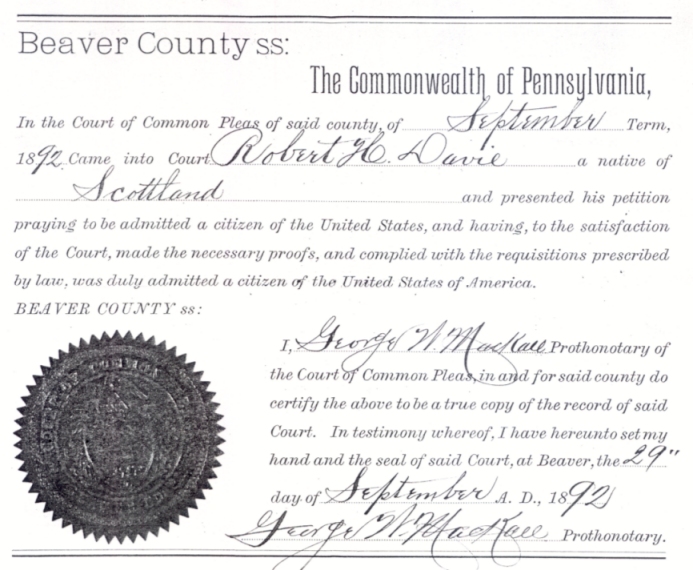 Beaver County ss:
The Commonwealth of Pennsylvania,
In the Court of Common Pleas of said county, of September Term,
1892 Came into Court Robert H. Davie a native of
Scottland and presented his petition
praying to be admitted a citizen of the United States, and having, to the satisfaction
of the Court, made the necessary proofs, and complied with the requisitions prescribed
by law, was duly admitted a citizen of the United States of America.
BEAVER COUNTY ss:
I, George W. Mackall Prothonotary of
the Court of Common Pleas, in and for said county do
certify the above to be a true copy of the record of said
Court. In testimony whereof, I have hereunto set my
hand and the seal of said Court, at Beaver, the 29"
day of September A. D., 1892
George W. Mackall Prothonotary.